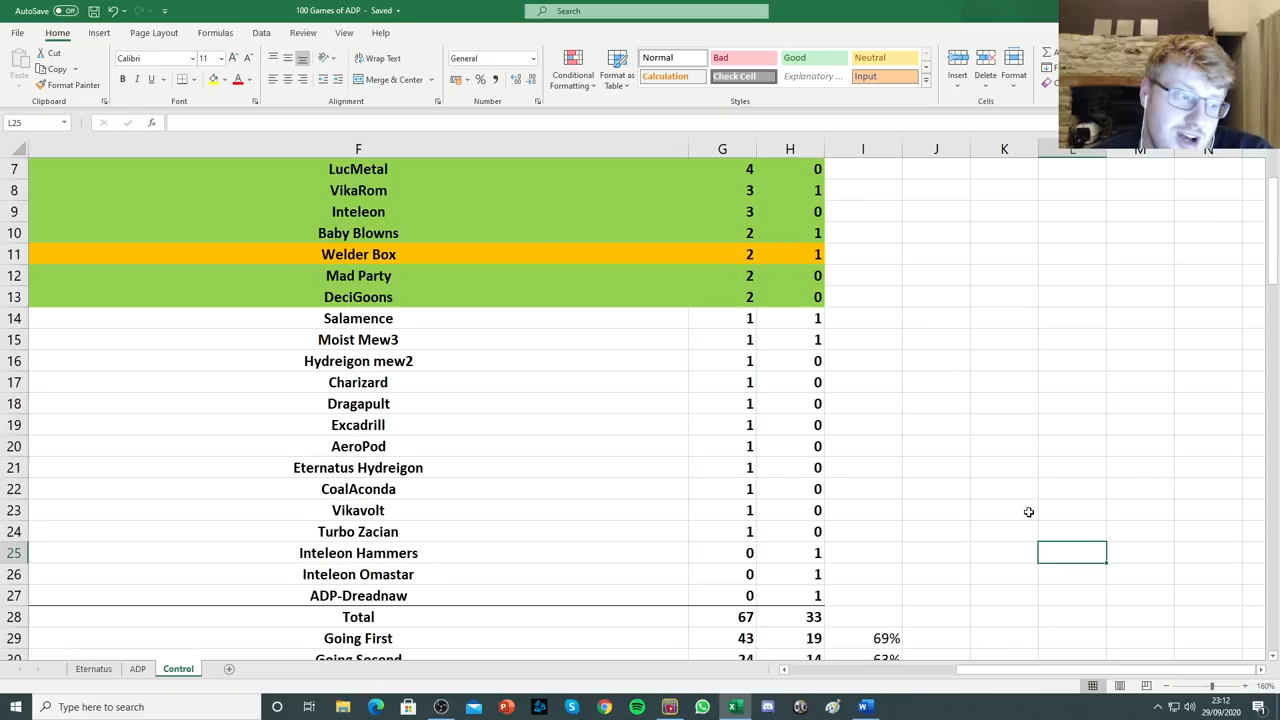 AutoSave Off 100 Games of ADP - Saved Search
File Home Insert Page Layout Formulas Data Review View Help
Cut
Copy
Format Painter
Paste
Clipboard
Calibri 11
B I U
Font
Wrap Text
Merge & Center
Alignment
General
Number
Conditional Formatting
Format as Table
Normal Bad Good Neutral
Calculation Check Cell Explanatory ... Input
Styles
Insert Delete Format
Cells
L25
F G H I J K L M N
7 LucMetal 4 0
8 VikaRom 3 1
9 Inteleon 3 0
10 Baby Blowns 2 1
11 Welder Box 2 1
12 Mad Party 2 0
13 DeciGoons 2 0
14 Salamence 1 1
15 Moist Mew3 1 1
16 Hydreigon mew2 1 0
17 Charizard 1 0
18 Dragapult 1 0
19 Excadrill 1 0
20 AeroPod 1 0
21 Eternatus Hydreigon 1 0
22 CoalAconda 1 0
23 Vikavolt 1 0
24 Turbo Zacian 1 0
25 Inteleon Hammers 0 1
26 Inteleon Omastar 0 1
27 ADP-Dreadnaw 0 1
28 Total 67 33
29 Going First 43 19 69%
30 Going Second 24 14 63%
Eternatus ADP Control
160%
Type here to search
23:12
29/09/2020